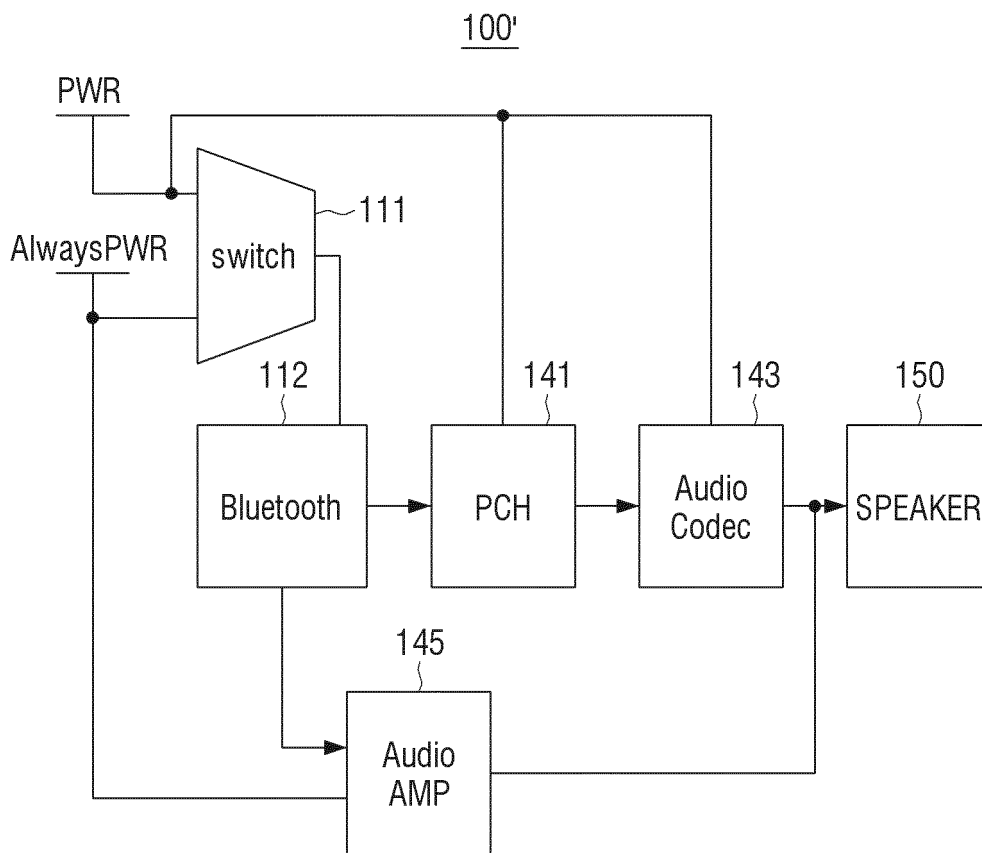 100'
PWR
111
AlwaysPWR
switch
112
141
143
150
Bluetooth
PCH
Audio
Codec
SPEAKER
145
Audio
AMP